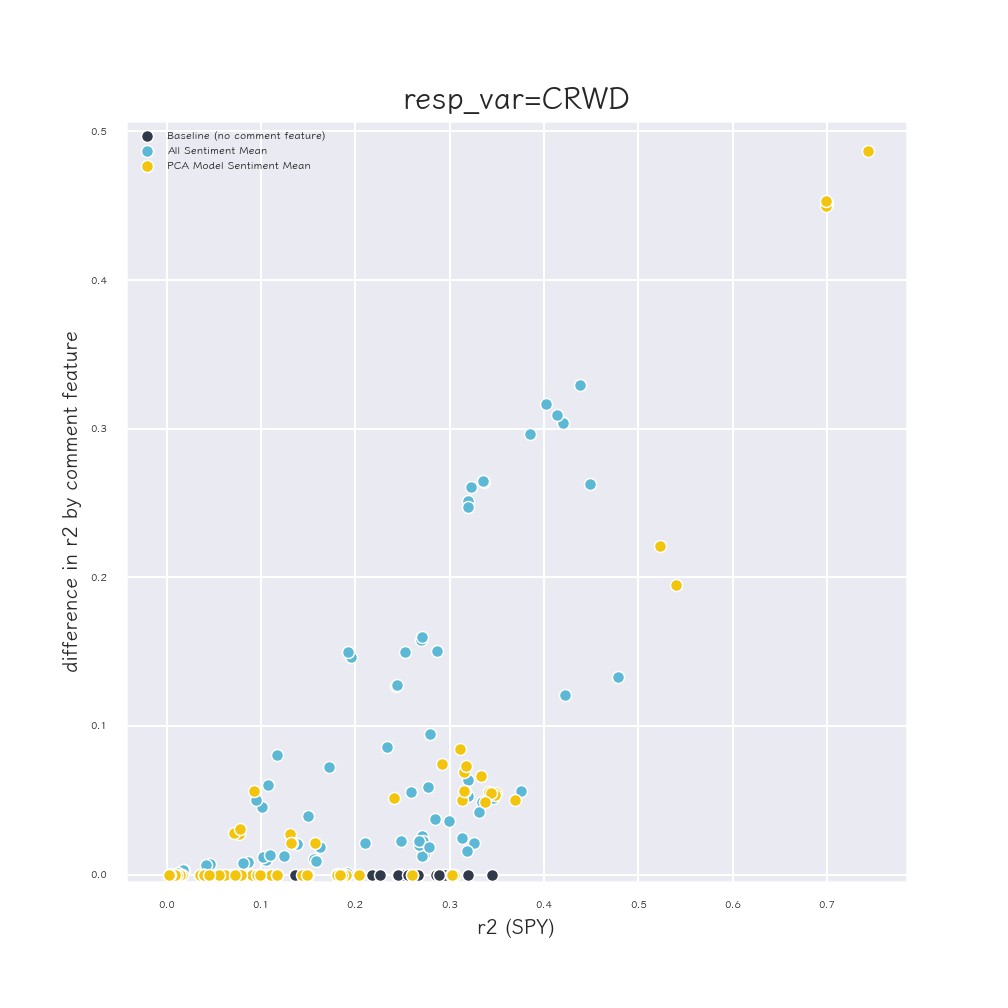 resp_var=CRWD
Baseline (no comment feature)
All Sentiment Mean
PCA Model Sentiment Mean
difference in r2 by comment feature
0.5
0.4
0.3
0.2
0.1
0.0
0.0 0.1 0.2 0.3 0.4 0.5 0.6 0.7
r2 (SPY)